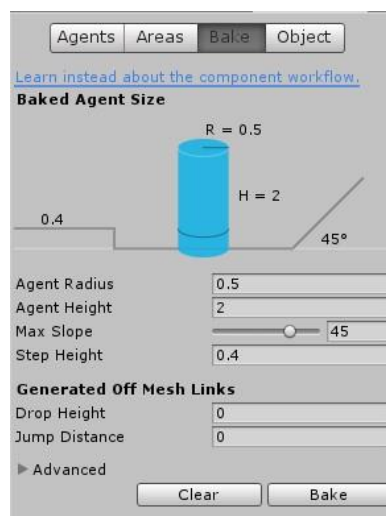 Agents Areas Bake Object
Learn instead about the component workflow.
Baked Agent Size
R = 0.5
H = 2
0.4
45°
Agent Radius 0.5
Agent Height 2
Max Slope 45
Step Height 0.4
Generated Off Mesh Links
Drop Height 0
Jump Distance 0
Advanced
Clear Bake